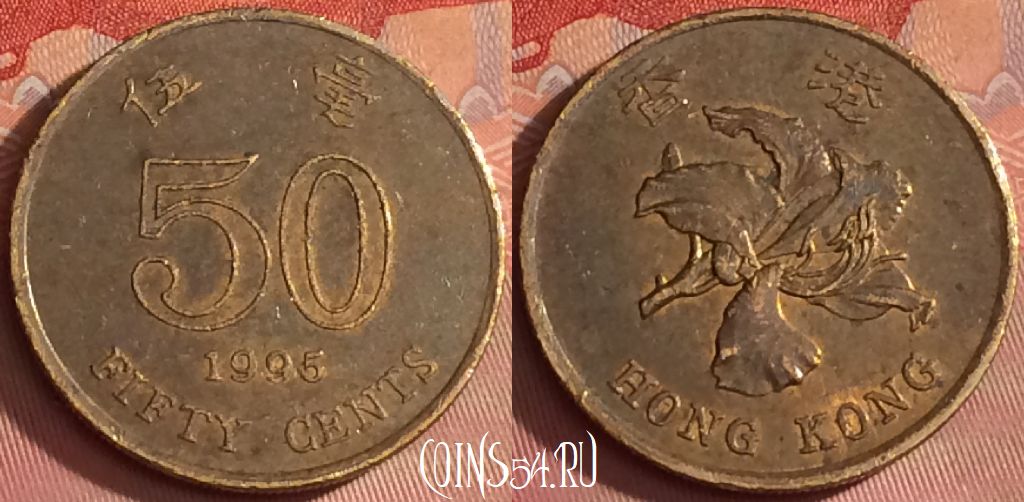 伍 毫
50
1995
FIFTY CENTS
香 港
HONG KONG
COINS54.RU